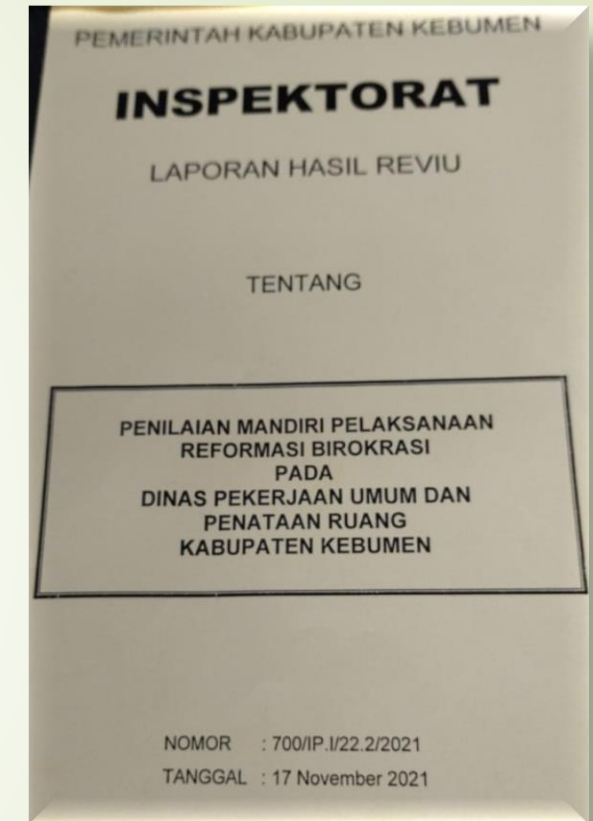 PEMERINTAH KABUPATEN KEBUMEN
INSPEKTORAT
LAPORAN HASIL REVIU
TENTANG
PENILAIAN MANDIRI PELAKSANAAN
REFORMASI BIROKRASI
PADA
DINAS PEKERJAAN UMUM DAN
PENATAAN RUANG
KABUPATEN KEBUMEN
NOMOR : 700/IP.I/22.2/2021
TANGGAL : 17 November 2021